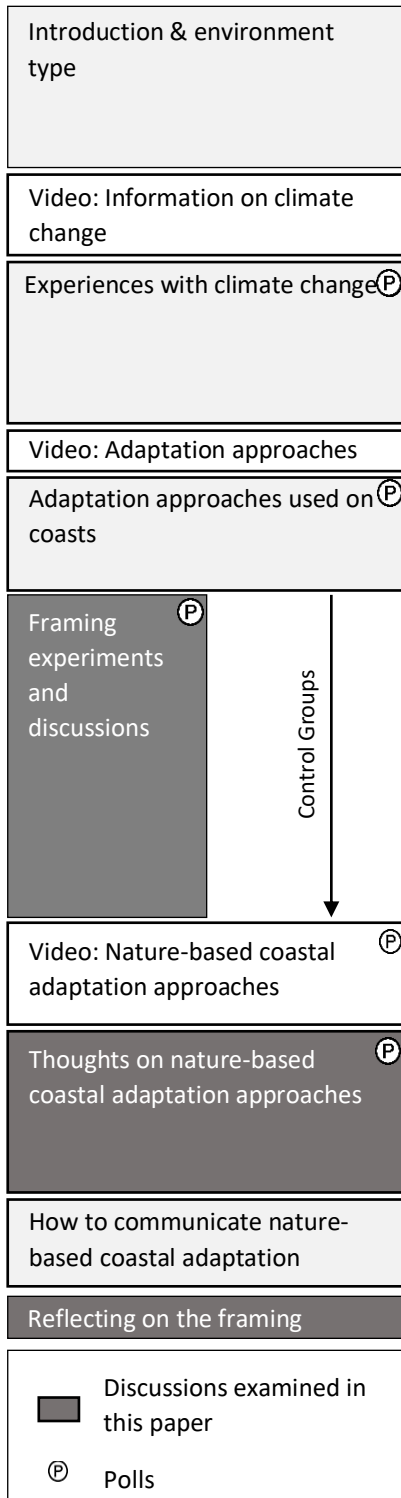 Introduction & environment
type
Video: Information on climate
change
Experiences with climate change Ⓟ
Video: Adaptation approaches
Adaptation approaches used on Ⓟ
coasts
Framing Ⓟ
experiments
and
discussions
Control Groups
Video: Nature-based coastal Ⓟ
adaptation approaches
Thoughts on nature-based Ⓟ
coastal adaptation approaches
How to communicate nature-
based coastal adaptation
Reflecting on the framing
Discussions examined in
this paper
Ⓟ Polls